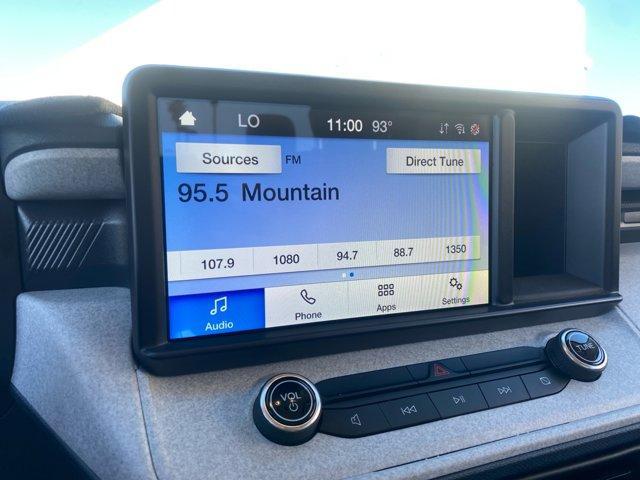 LO 11:00 93°
Sources FM Direct Tune
95.5 Mountain
107.9 1080 94.7 88.7 1350
Audio Phone Apps Settings
VOL TUNE